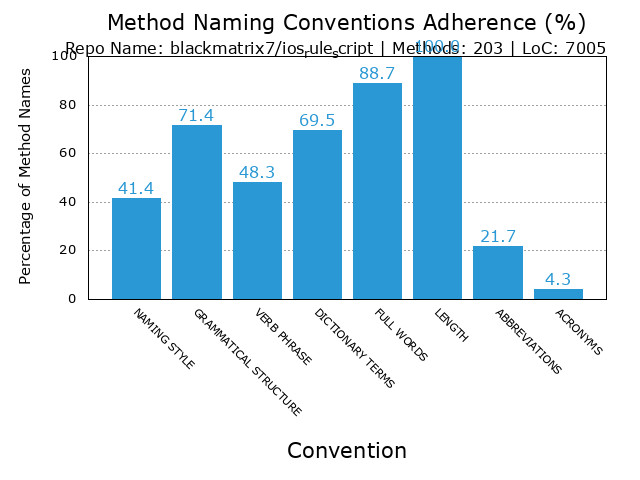 Method Naming Conventions Adherence (%)
Repo Name: blackmatrix7/ios_rule_script | Methods: 203 | LoC: 7005
Percentage of Method Names
100
80
60
40
20
0
41.4
71.4
48.3
69.5
88.7
100.0
21.7
4.3
NAMING STYLE
GRAMMATICAL STRUCTURE
VERB PHRASE
DICTIONARY TERMS
FULL WORDS
LENGTH
ABBREVIATIONS
ACRONYMS
Convention